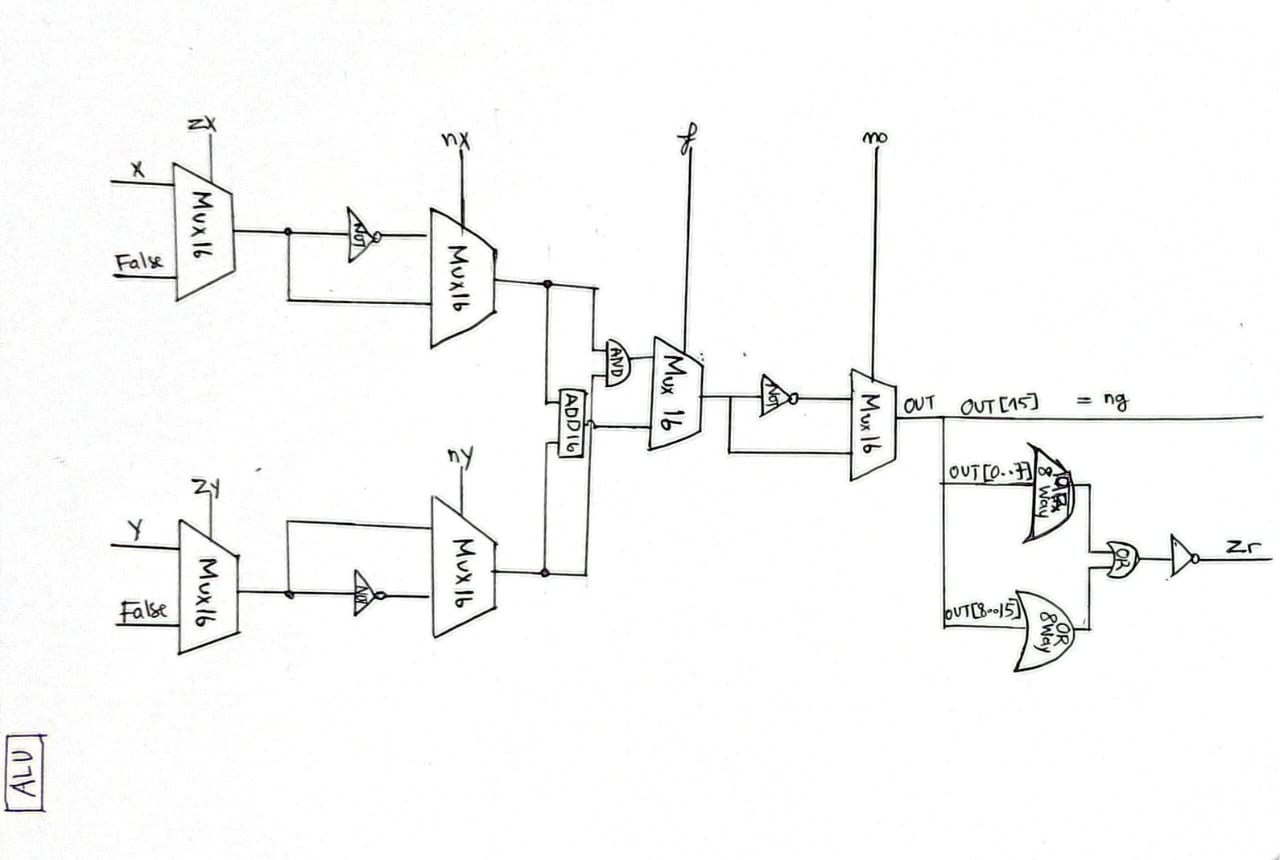 zx
nx
f
no
X
Mux16
False
NOT
Mux16
AND
ADD16
Mux 16
NOT
Mux16
OUT
OUT[15] = ng
OUT[0..7]
8 Way
OR
zr
OUT[8..15]
OR
8Way
zy
ny
Y
Mux16
False
NOT
Mux16
ALU